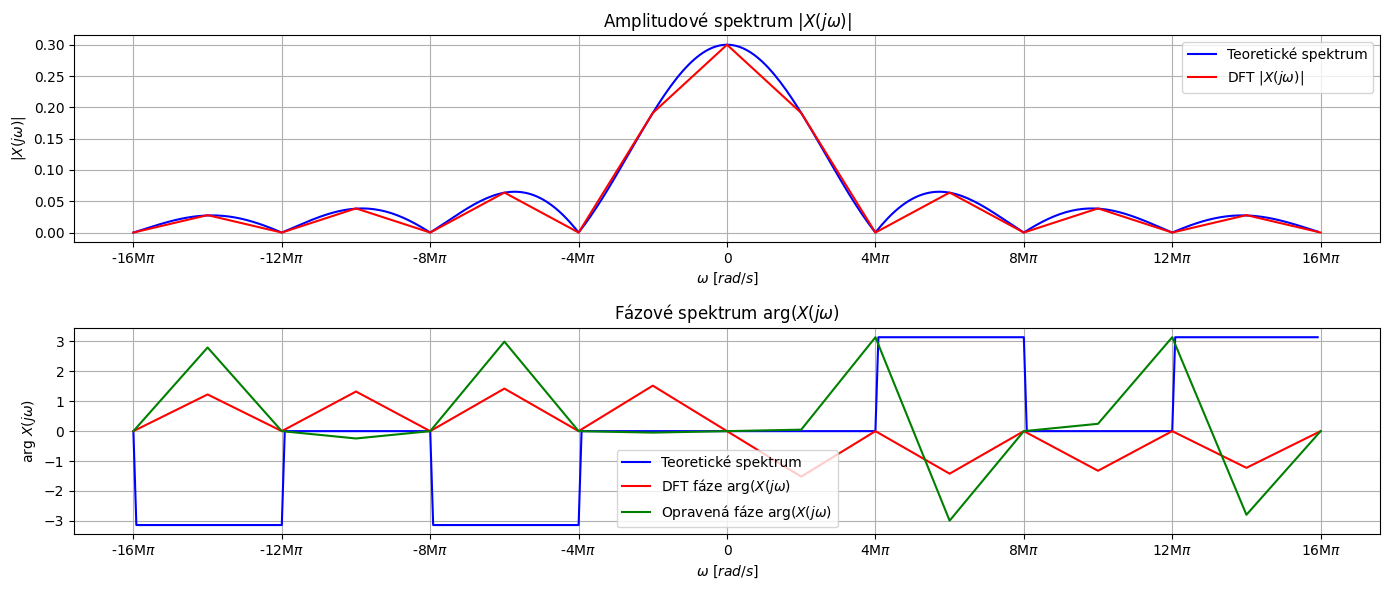 Amplitudové spektrum |X(jω)|
0.30
0.25
0.20
0.15
0.10
0.05
0.00
|X(jω)|
Teoretické spektrum
DFT |X(jω)|
-16Mπ -12Mπ -8Mπ -4Mπ 0 4Mπ 8Mπ 12Mπ 16Mπ
ω [rad/s]
Fázové spektrum arg(X(jω)
3
2
1
0
−1
−2
−3
arg X(jω)
Teoretické spektrum
DFT fáze arg(X(jω)
Opravená fáze arg(X(jω)
-16Mπ -12Mπ -8Mπ -4Mπ 0 4Mπ 8Mπ 12Mπ 16Mπ
ω [rad/s]